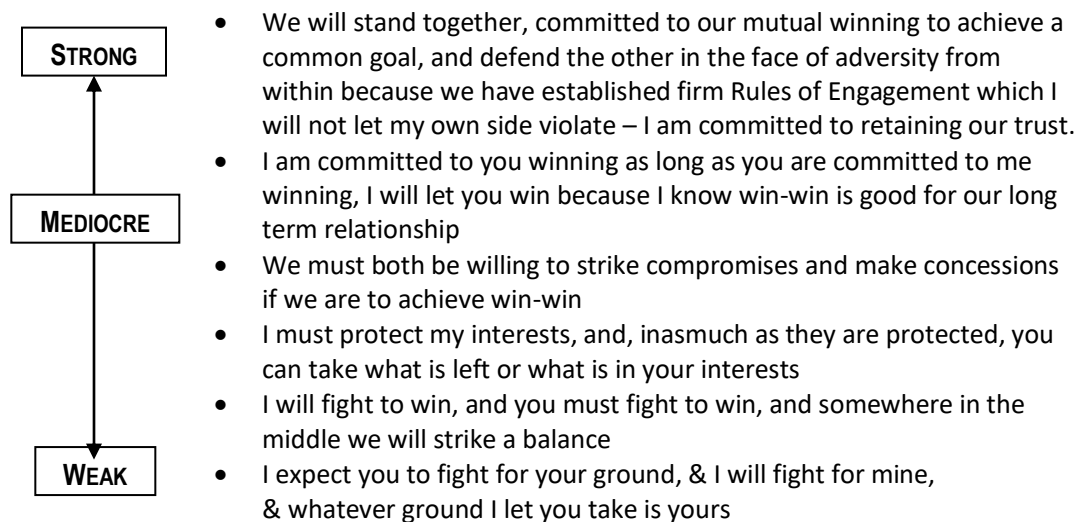 STRONG
MEDIOCRE
WEAK
• We will stand together, committed to our mutual winning to achieve a
common goal, and defend the other in the face of adversity from
within because we have established firm Rules of Engagement which I
will not let my own side violate – I am committed to retaining our trust.
• I am committed to you winning as long as you are committed to me
winning, I will let you win because I know win-win is good for our long
term relationship
• We must both be willing to strike compromises and make concessions
if we are to achieve win-win
• I must protect my interests, and, inasmuch as they are protected, you
can take what is left or what is in your interests
• I will fight to win, and you must fight to win, and somewhere in the
middle we will strike a balance
• I expect you to fight for your ground, & I will fight for mine,
& whatever ground I let you take is yours